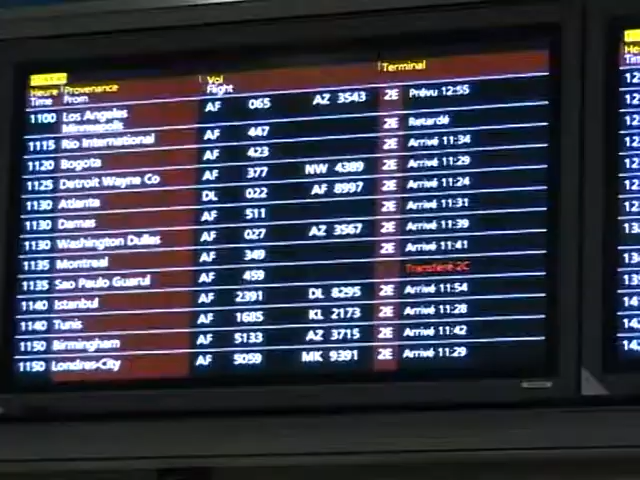 Heure Provenance Vol Terminal
Time From Flight
1100 Los Angeles AF 065 AZ 3543 2E Prévu 12:55
Minneapolis
1115 Rio International AF 447 2E Retardé
1120 Bogota AF 423 2E Arrivé 11:34
1125 Detroit Wayne Co AF 377 NW 4389 2E Arrivé 11:29
1130 Atlanta DL 022 AF 8997 2E Arrivé 11:24
1130 Damas AF 511 2E Arrivé 11:31
1130 Washington Dulles AF 027 AZ 3567 2E Arrivé 11:39
1135 Montreal AF 349 2E Arrivé 11:41
1135 Sao Paulo Guarul AF 459 Transféré 2C
1140 Istanbul AF 2391 DL 8295 2E Arrivé 11:54
1140 Tunis AF 1685 KL 2173 2E Arrivé 11:28
1150 Birmingham AF 5133 AZ 3715 2E Arrivé 11:42
1150 Londres-City AF 5059 MK 9391 2E Arrivé 11:29